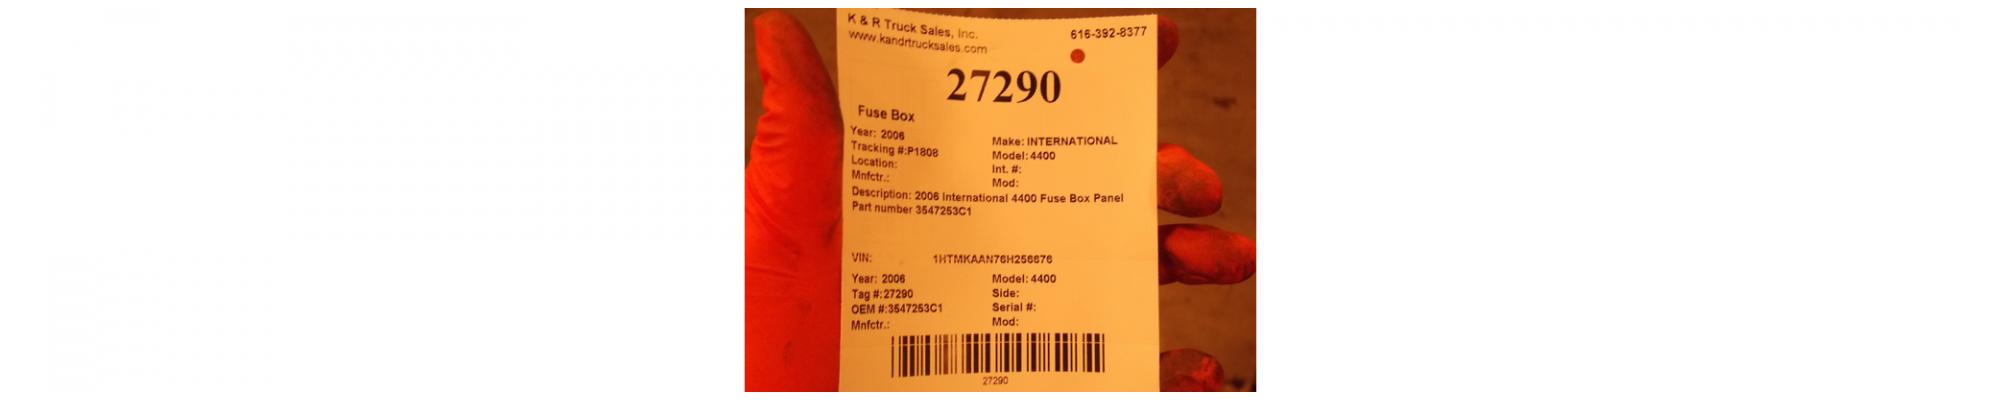 K & R Truck Sales, Inc.
www.kandrtrucksales.com
616-392-8377
27290
Fuse Box
Year: 2006
Make: INTERNATIONAL
Tracking #:P1808
Model: 4400
Location:
Int. #:
Mnfctr.:
Mod:
Description: 2006 International 4400 Fuse Box Panel
Part number 3547253C1
VIN: 1HTMKAAN76H256676
Year: 2006
Model: 4400
Tag #:27290
Side:
OEM #:3547253C1
Serial #:
Mnfctr.:
Mod:
27290